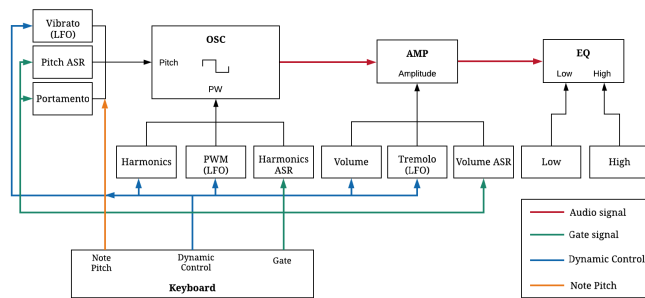 Vibrato
(LFO)
Pitch ASR
Portamento
OSC
Pitch
PW
AMP
Amplitude
EQ
Low
High
Harmonics
PWM
(LFO)
Harmonics
ASR
Volume
Tremolo
(LFO)
Volume ASR
Low
High
Note
Pitch
Dynamic
Control
Gate
Keyboard
Audio signal
Gate signal
Dynamic Control
Note Pitch